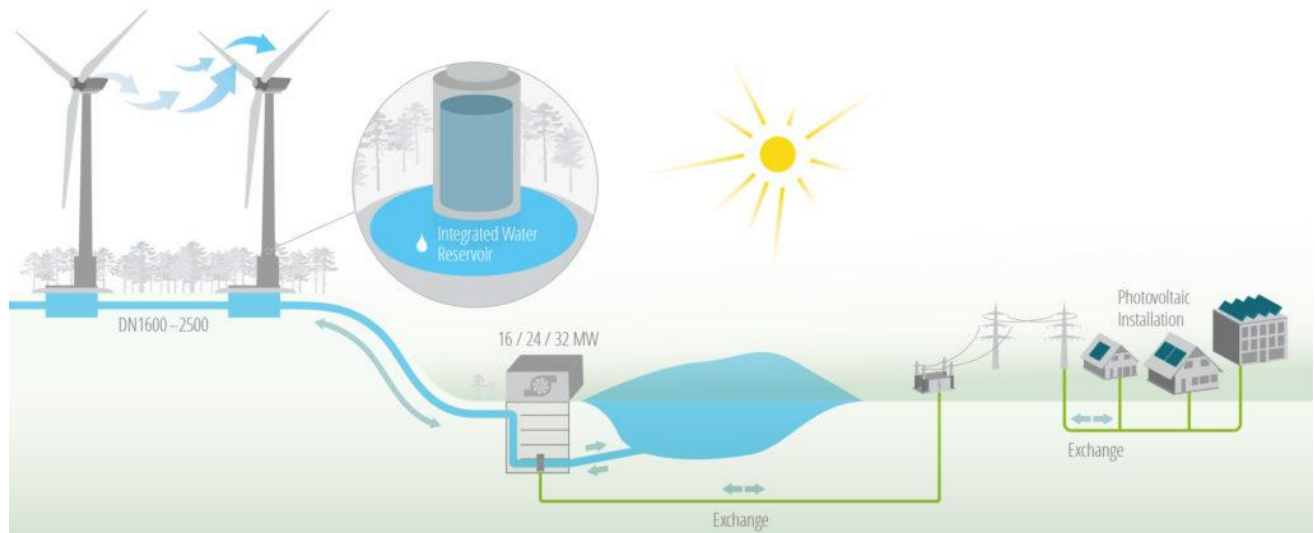 Integrated Water
Reservoir
DN1600–2500
16 / 24 / 32 MW
Photovoltaic
Installation
Exchange
Exchange